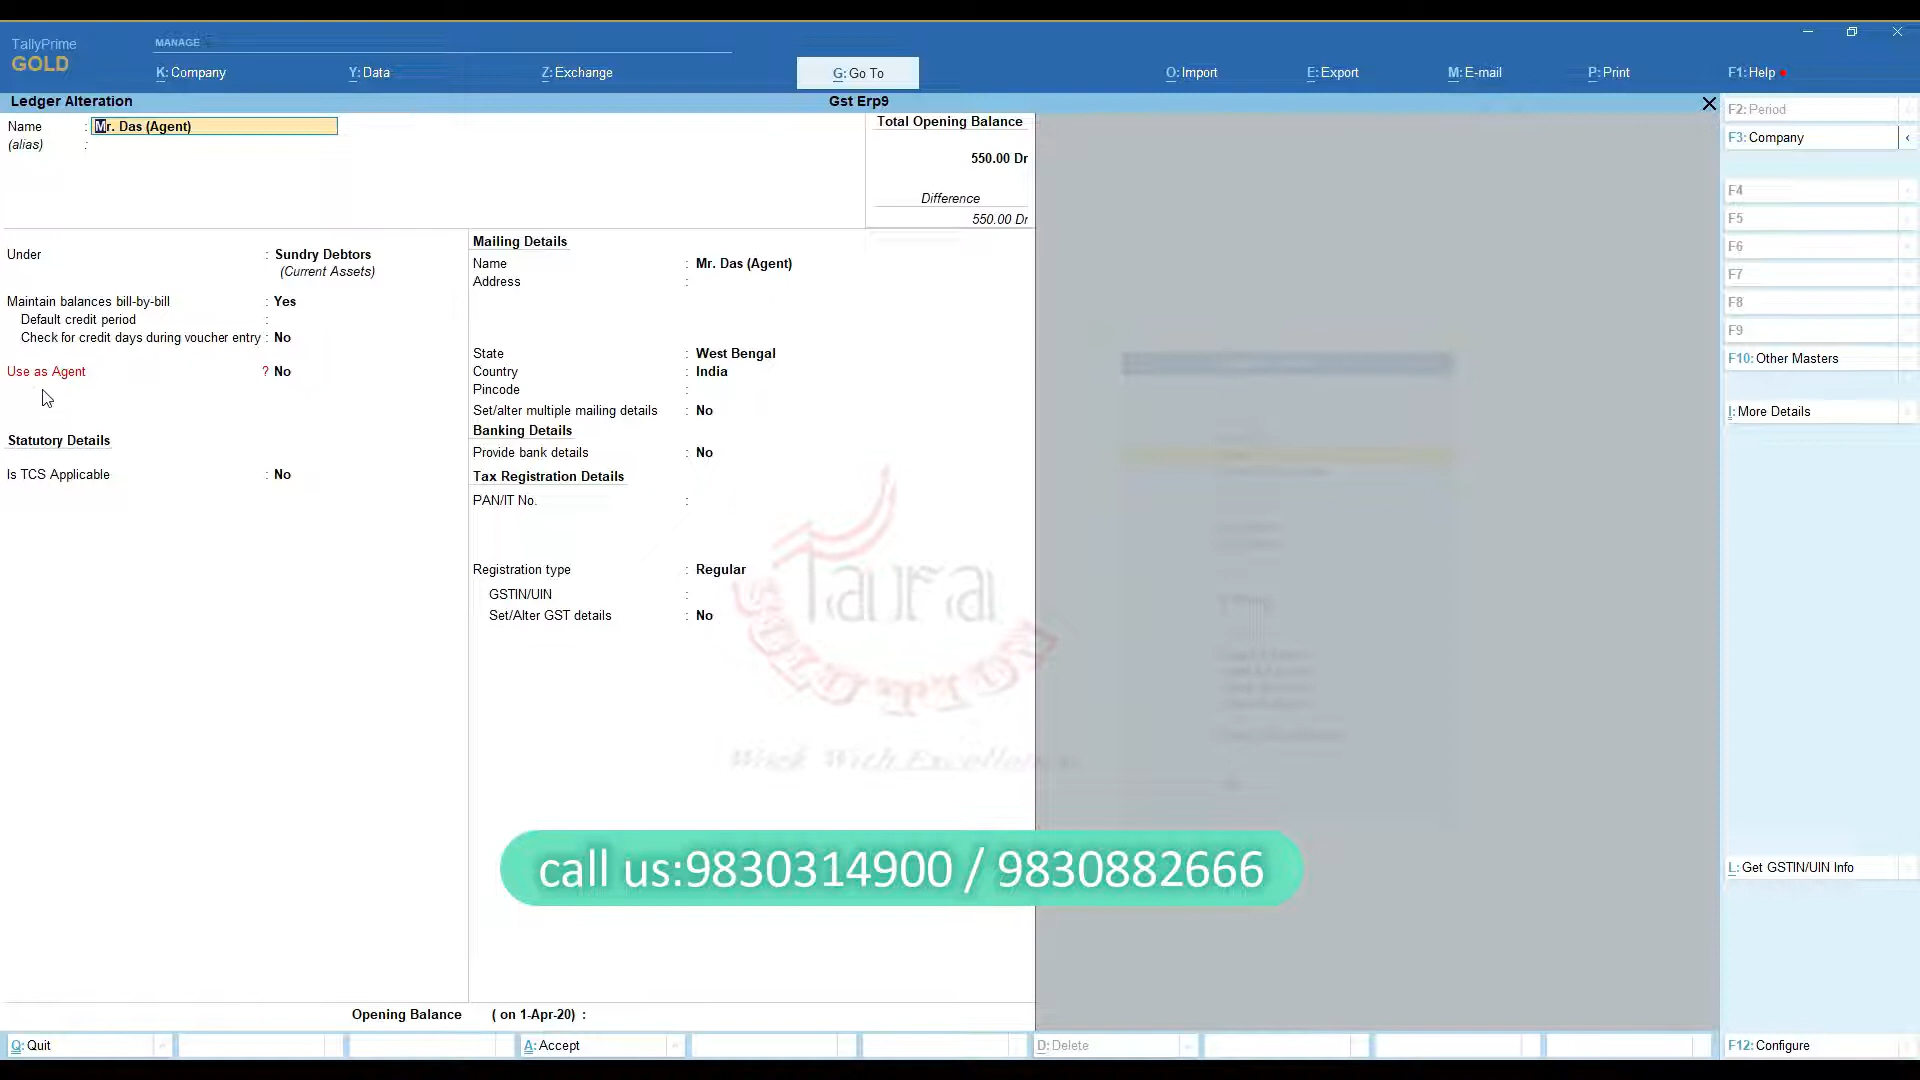 TallyPrime
GOLD
MANAGE
K: Company
Y: Data
Z: Exchange
G: Go To
O: Import
E: Export
M: E-mail
P: Print
F1: Help
Ledger Alteration
Gst Erp9
Name : Mr. Das (Agent)
(alias) :
Total Opening Balance
550.00 Dr
Difference
550.00 Dr
Under : Sundry Debtors
(Current Assets)
Maintain balances bill-by-bill : Yes
Default credit period :
Check for credit days during voucher entry : No
Use as Agent ? No
Statutory Details
Is TCS Applicable : No
Mailing Details
Name : Mr. Das (Agent)
Address :
State : West Bengal
Country : India
Pincode :
Set/alter multiple mailing details : No
Banking Details
Provide bank details : No
Tax Registration Details
PAN/IT No. :
Registration type : Regular
GSTIN/UIN :
Set/Alter GST details : No
Tara
SOLUTION
Work With Excellence
call us:9830314900 / 9830882666
Opening Balance ( on 1-Apr-20) :
F2: Period
F3: Company
F4
F5
F6
F7
F8
F9
F10: Other Masters
I: More Details
L: Get GSTIN/UIN Info
Q: Quit
A: Accept
D: Delete
F12: Configure